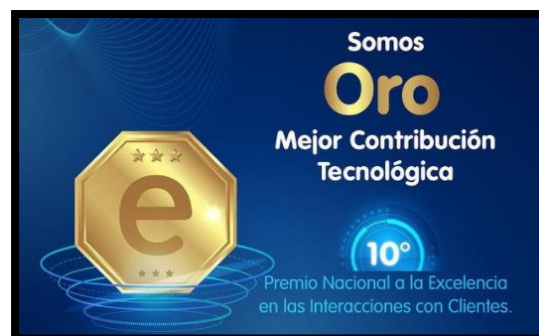 Somos
Oro
Mejor Contribución
Tecnológica
e
10°
Premio Nacional a la Excelencia
en las Interacciones con Clientes.